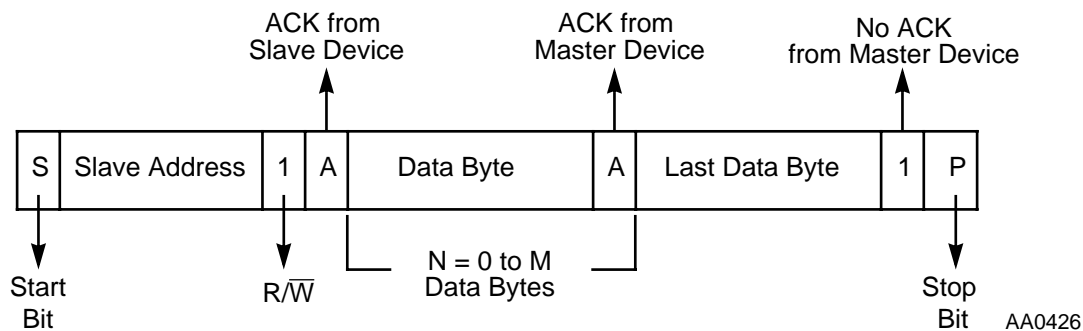 ACK from
Slave Device
ACK from
Master Device
No ACK
from Master Device
S Slave Address 1 A Data Byte A Last Data Byte 1 P
Start
Bit
R/W̅
N = 0 to M
Data Bytes
Stop
Bit
AA0426